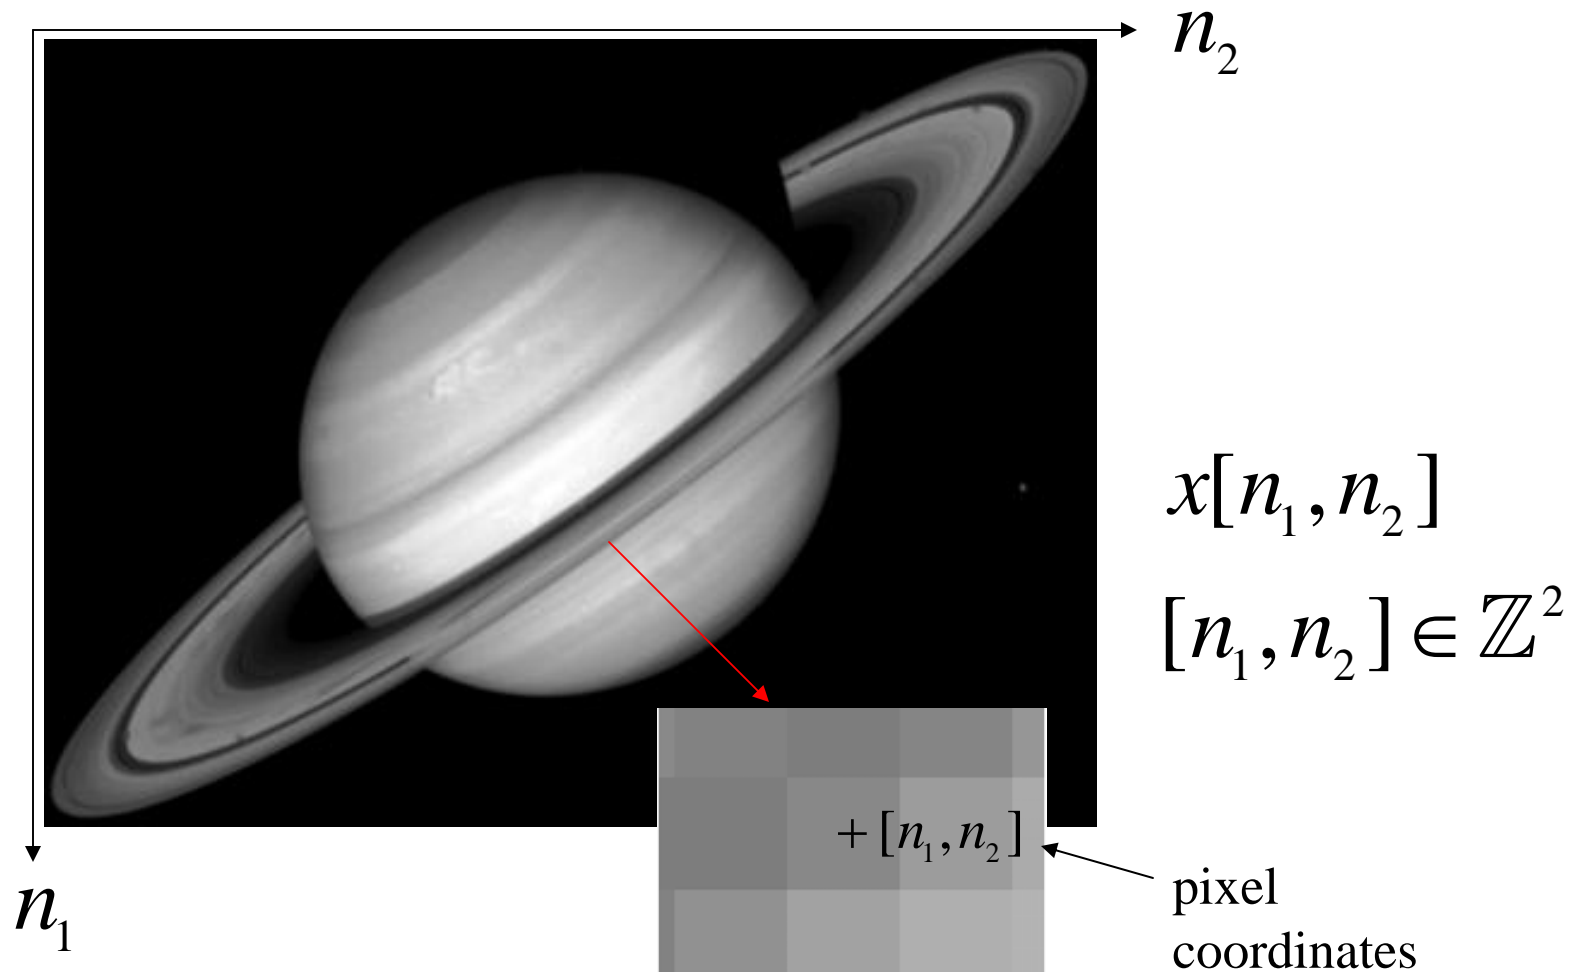 n₂
x[n₁, n₂]
[n₁, n₂] ∈ ℤ²
+ [n₁, n₂]
n₁
pixel
coordinates